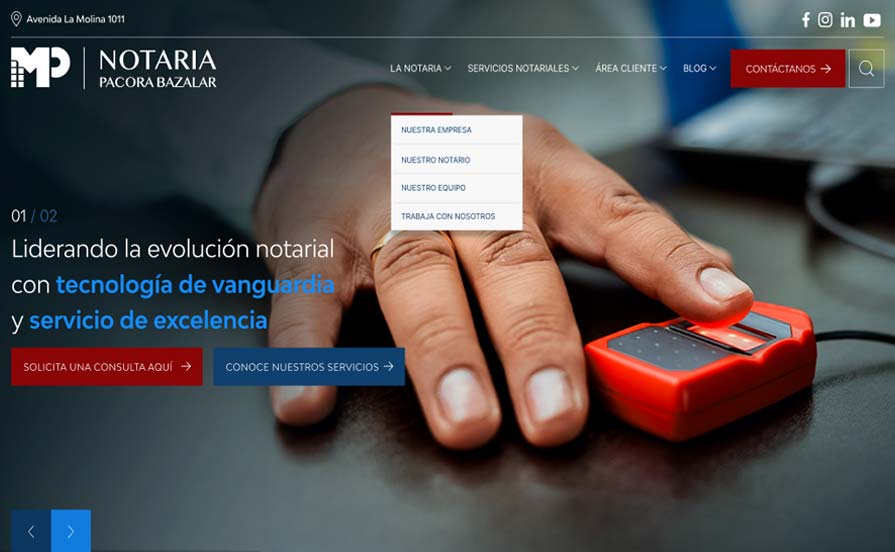 Avenida La Molina 1011
MP
NOTARIA
PACORA BAZALAR
LA NOTARIA
SERVICIOS NOTARIALES
ÁREA CLIENTE
BLOG
CONTÁCTANOS
NUESTRA EMPRESA
NUESTRO NOTARIO
NUESTRO EQUIPO
TRABAJA CON NOSOTROS
01 / 02
Liderando la evolución notarial
con tecnología de vanguardia
y servicio de excelencia
SOLICITA UNA CONSULTA AQUÍ
CONOCE NUESTROS SERVICIOS